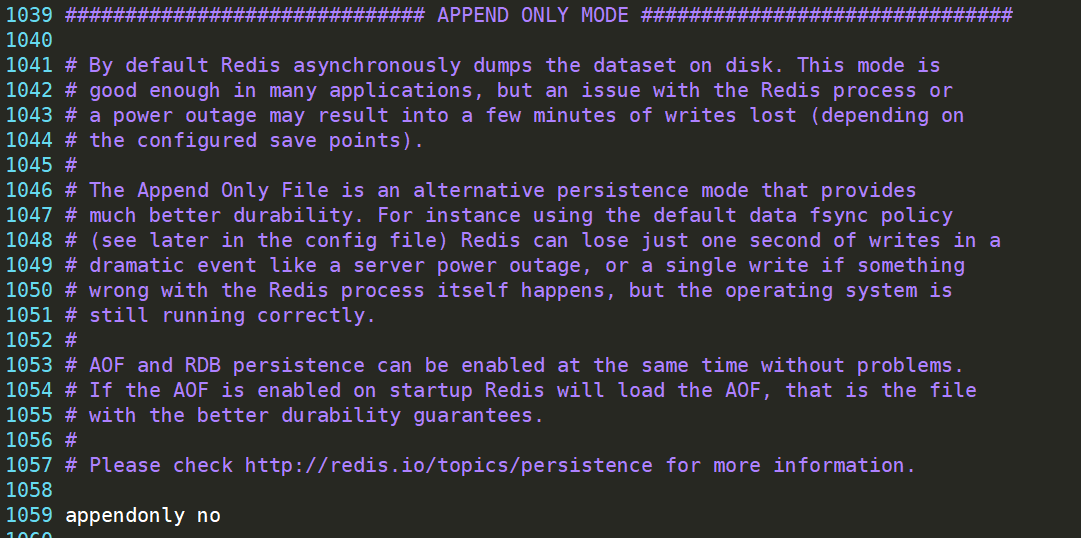 1039 ############################## APPEND ONLY MODE ###############################
1040
1041 # By default Redis asynchronously dumps the dataset on disk. This mode is
1042 # good enough in many applications, but an issue with the Redis process or
1043 # a power outage may result into a few minutes of writes lost (depending on
1044 # the configured save points).
1045 #
1046 # The Append Only File is an alternative persistence mode that provides
1047 # much better durability. For instance using the default data fsync policy
1048 # (see later in the config file) Redis can lose just one second of writes in a
1049 # dramatic event like a server power outage, or a single write if something
1050 # wrong with the Redis process itself happens, but the operating system is
1051 # still running correctly.
1052 #
1053 # AOF and RDB persistence can be enabled at the same time without problems.
1054 # If the AOF is enabled on startup Redis will load the AOF, that is the file
1055 # with the better durability guarantees.
1056 #
1057 # Please check http://redis.io/topics/persistence for more information.
1058
1059 appendonly no